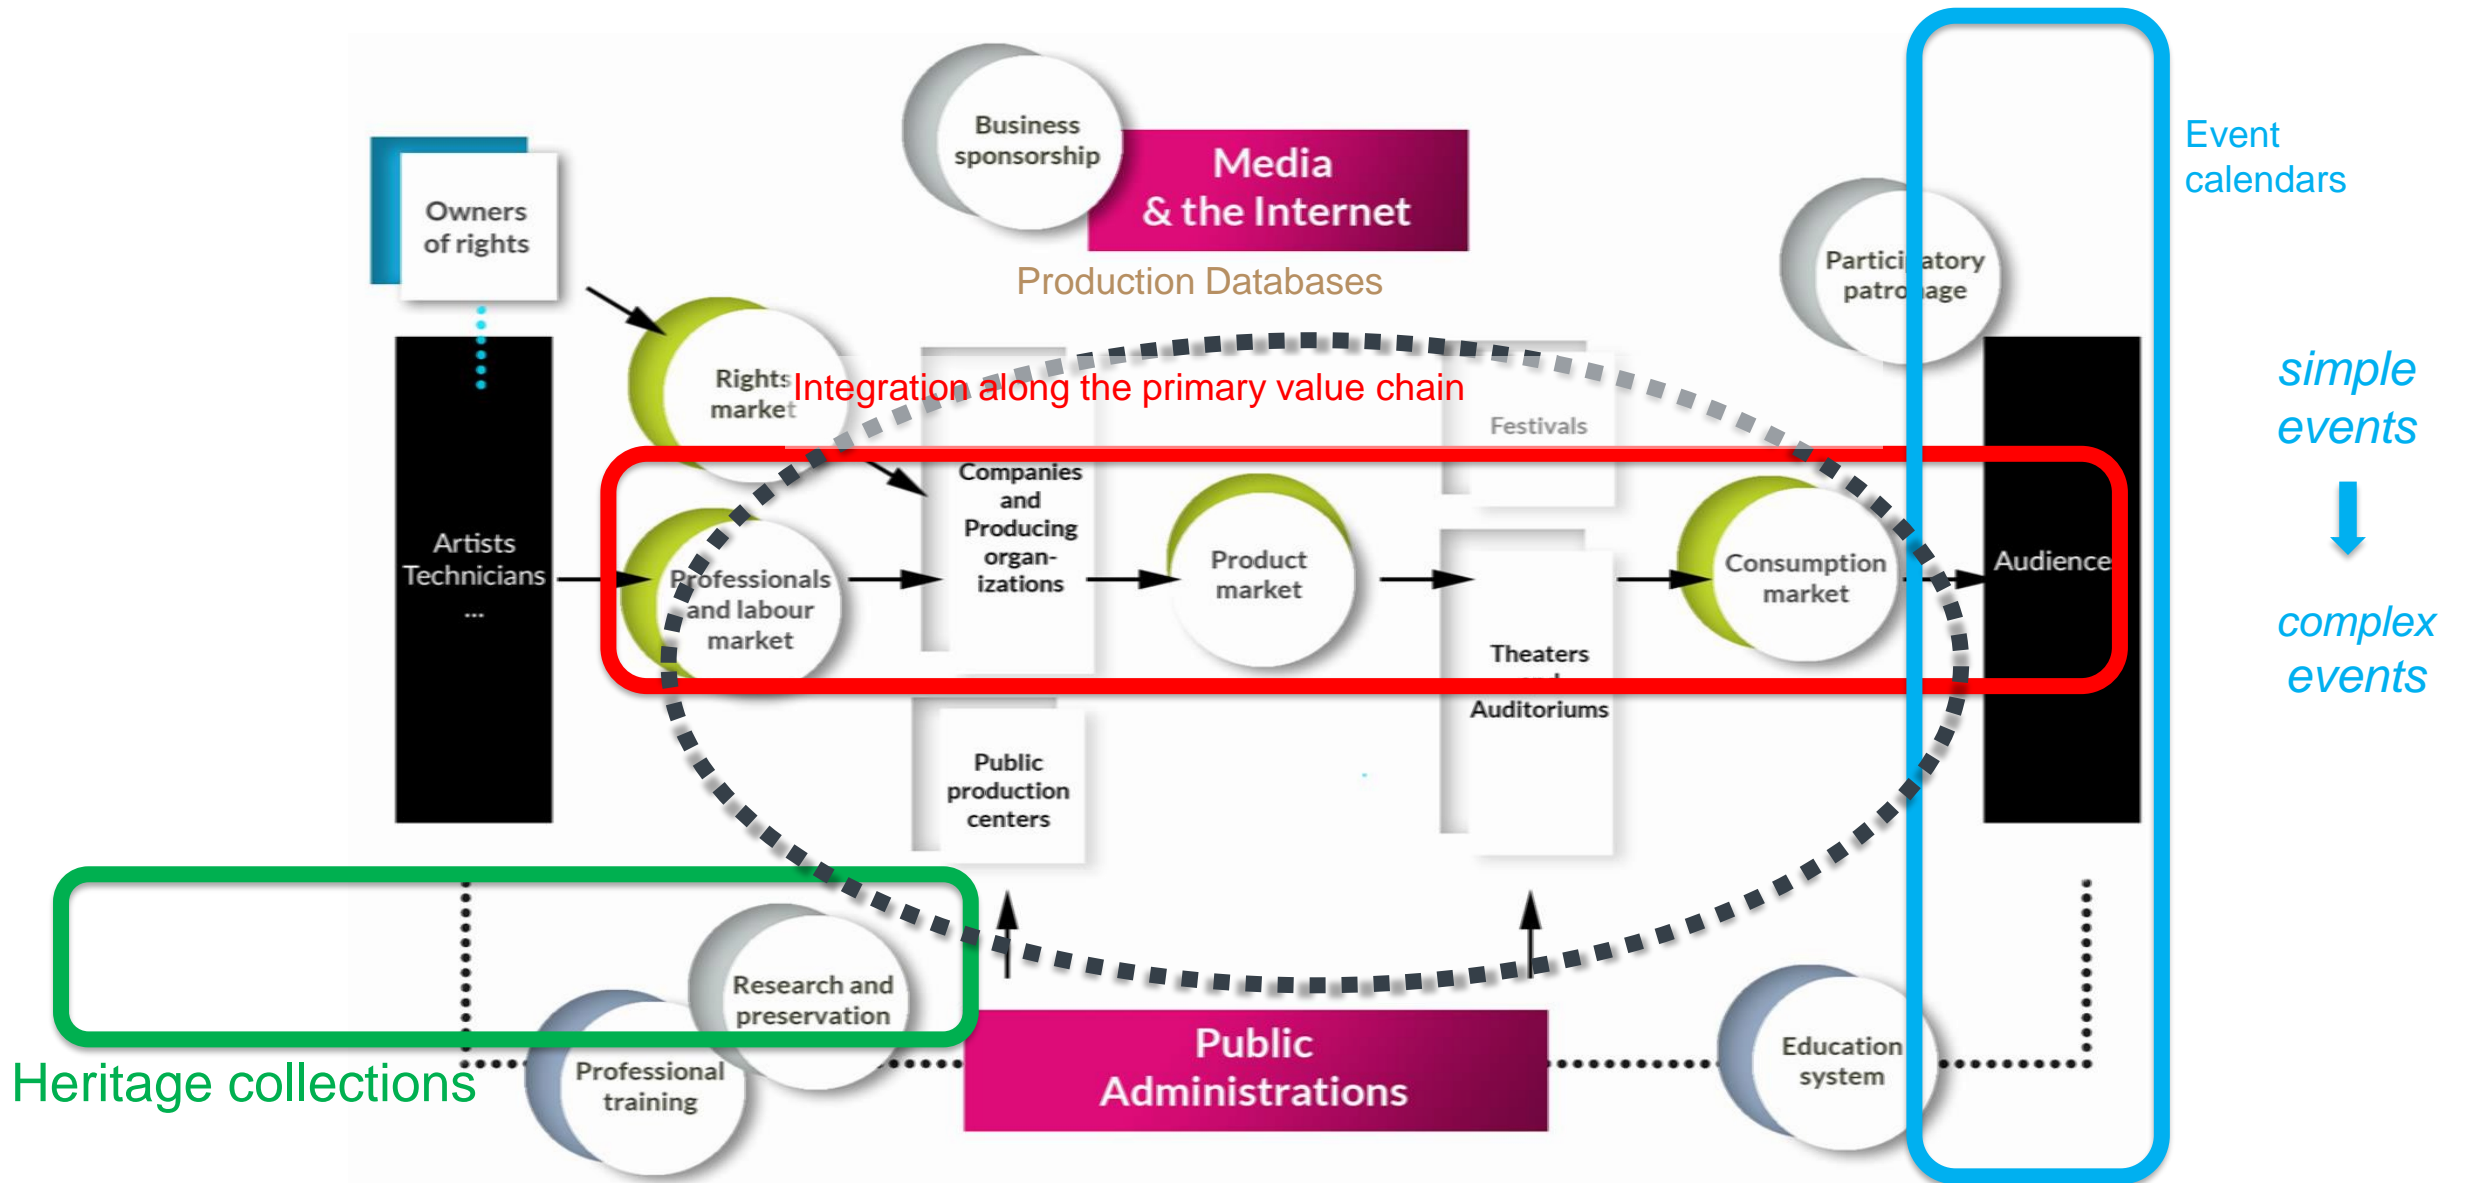 Business
sponsorship
Media
& the Internet
Event
calendars
Owners
of rights
Production Databases
Participatory
patronage
Rights
market
Integration along the primary value chain
Festivals
simple
events
complex
events
Artists
Technicians
...
Professionals
and labour
market
Companies
and
Producing
organ-
izations
Product
market
Theaters
Auditoriums
Consumption
market
Audience
Public
production
centers
Research and
preservation
Heritage collections
Professional
training
Public
Administrations
Education
system